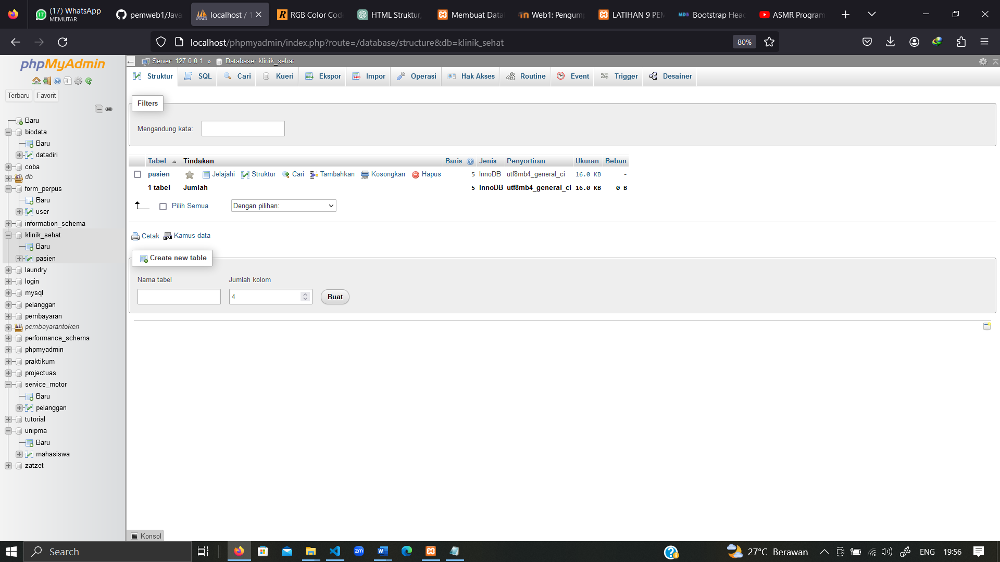 (17) WhatsApp
MEMUTAR
pemweb1/Java
localhost / 1
RGB Color Cod
HTML Struktur,
Membuat Data
Web1: Pengump
LATIHAN 9 PEM
Bootstrap Head
ASMR Program
localhost/phpmyadmin/index.php?route=/database/structure&db=klinik_sehat
80%
phpMyAdmin
Terbaru
Favorit
Baru
biodata
Baru
datadiri
coba
db
form_perpus
Baru
user
information_schema
klinik_sehat
Baru
pasien
laundry
login
mysql
pelanggan
pembayaran
pembayarantoken
performance_schema
phpmyadmin
praktikum
projectuas
service_motor
Baru
pelanggan
tutorial
unipma
Baru
mahasiswa
zatzet
Server: 127.0.0.1 » Database: klinik_sehat
Struktur SQL Cari Kueri Ekspor Impor Operasi Hak Akses Routine Event Trigger Desainer
Filters
Mengandung kata:
Tabel Tindakan Baris Jenis Penyortiran Ukuran Beban
pasien Jelajahi Struktur Cari Tambahkan Kosongkan Hapus 5 InnoDB utf8mb4_general_ci 16.0 KB -
1 tabel Jumlah 5 InnoDB utf8mb4_general_ci 16.0 KB 0 B
Pilih Semua Dengan pilihan:
Cetak Kamus data
Create new table
Nama tabel Jumlah kolom
4 Buat
Konsol
Search
27°C Berawan
ENG
19:56